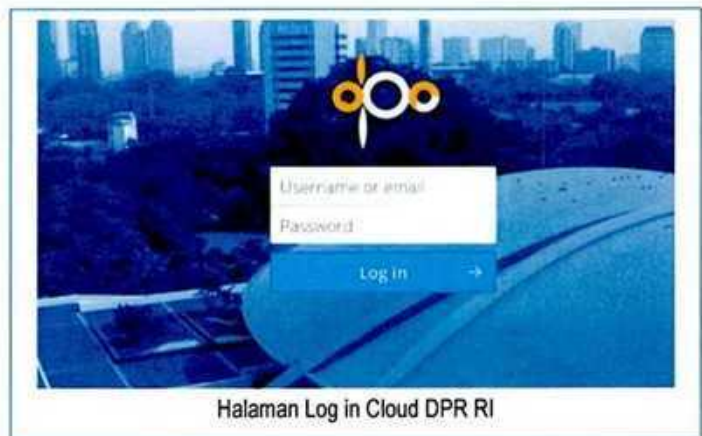 Username or email
Password
Log in →
Halaman Log in Cloud DPR RI